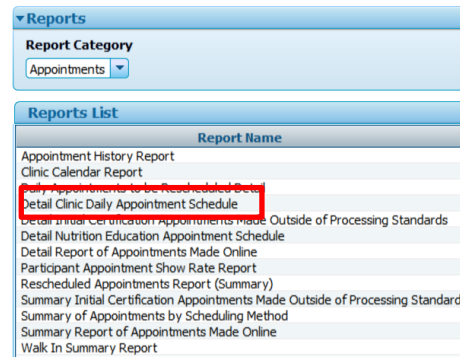 Reports
Report Category
Appointments
Reports List
Report Name
Appointment History Report
Clinic Calendar Report
Daily Appointments to be Rescheduled Detail
Detail Clinic Daily Appointment Schedule
Detail Initial Certification Appointments Made Outside of Processing Standards
Detail Nutrition Education Appointment Schedule
Detail Report of Appointments Made Online
Participant Appointment Show Rate Report
Rescheduled Appointments Report (Summary)
Summary Initial Certification Appointments Made Outside of Processing Standard
Summary of Appointments by Scheduling Method
Summary Report of Appointments Made Online
Walk In Summary Report